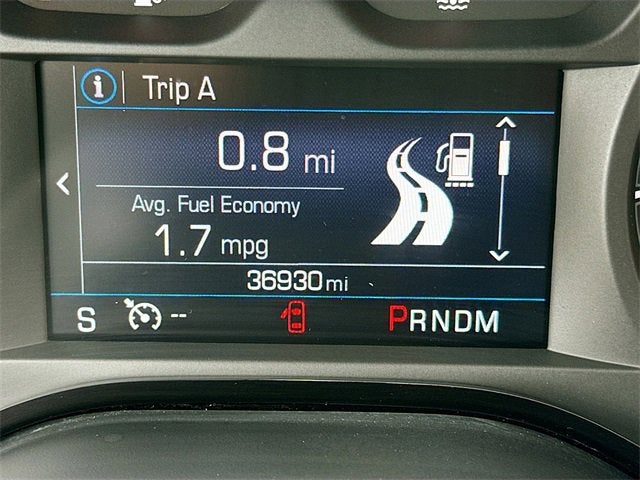 i Trip A
0.8 mi
Avg. Fuel Economy
1.7 mpg
36930 mi
S -- PRNDM